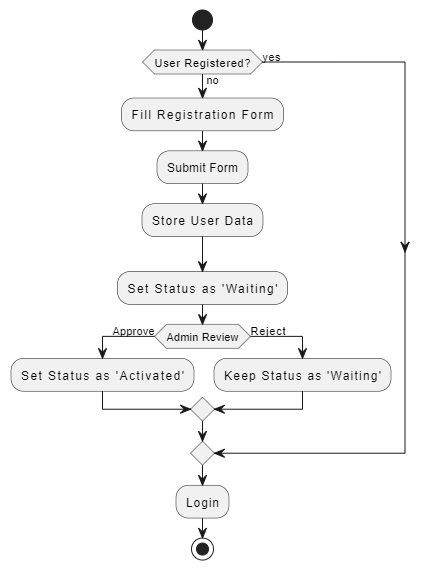 User Registered?
yes
no
Fill Registration Form
Submit Form
Store User Data
Set Status as 'Waiting'
Approve
Admin Review
Reject
Set Status as 'Activated'
Keep Status as 'Waiting'
Login